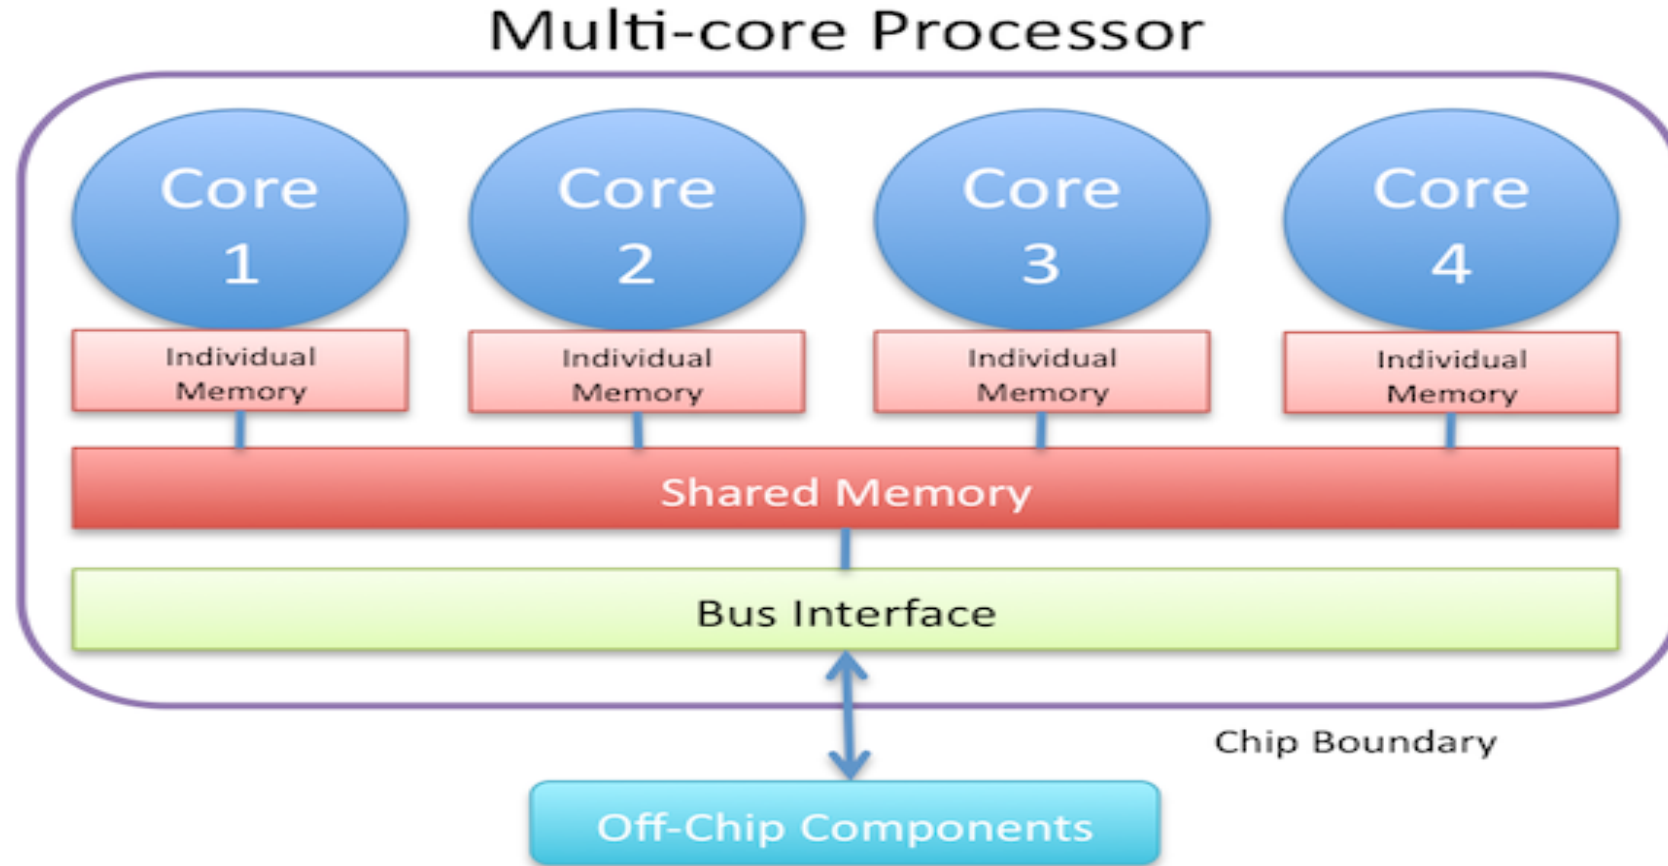 Multi-core Processor
Core
1
Core
2
Core
3
Core
4
Individual
Memory
Individual
Memory
Individual
Memory
Individual
Memory
Shared Memory
Bus Interface
Chip Boundary
Off-Chip Components